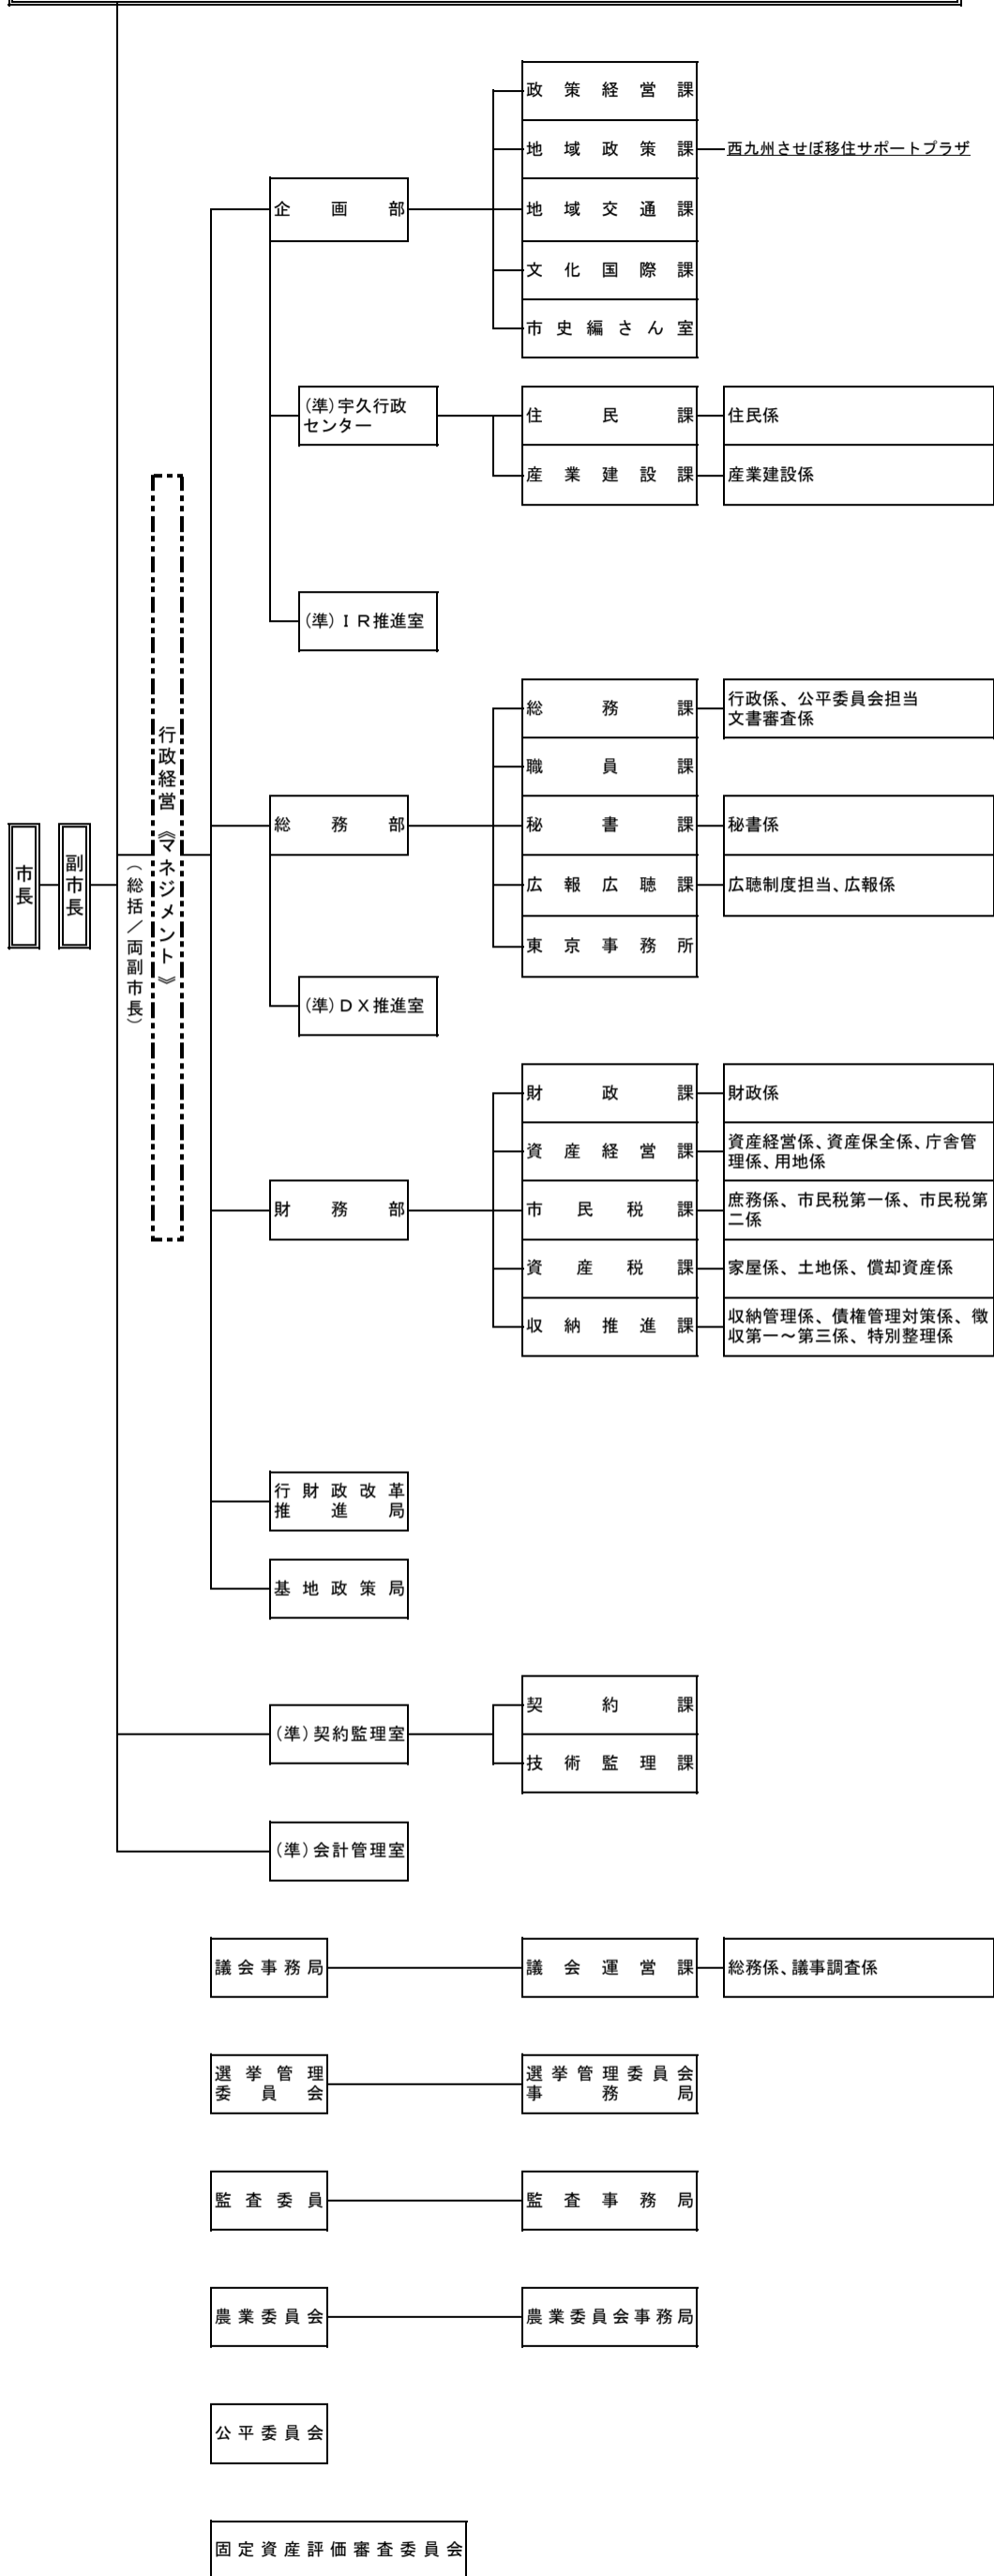 政策経営課
地域政策課
西九州させぼ移住サポートプラザ
企画部
地域交通課
文化国際課
市史編さん室
(準)宇久行政
センター
住民課
住民係
産業建設課
産業建設係
(準)ＩＲ推進室
総務課
行政係、公平委員会担当
文書審査係
職員課
市長
副市長
(総括／両副市長)
行政経営《マネジメント》
総務部
秘書課
秘書係
広報広聴課
広聴制度担当、広報係
東京事務所
(準)ＤＸ推進室
財政課
財政係
資産経営課
資産経営係、資産保全係、庁舎管
理係、用地係
財務部
市民税課
庶務係、市民税第一係、市民税第
二係
資産税課
家屋係、土地係、償却資産係
収納推進課
収納管理係、債権管理対策係、徴
収第一～第三係、特別整理係
行財政改革
推進局
基地政策局
契約課
(準)契約監理室
技術監理課
(準)会計管理室
議会事務局
議会運営課
総務係、議事調査係
選挙管理
委員会
選挙管理委員会
事務局
監査委員
監査事務局
農業委員会
農業委員会事務局
公平委員会
固定資産評価審査委員会